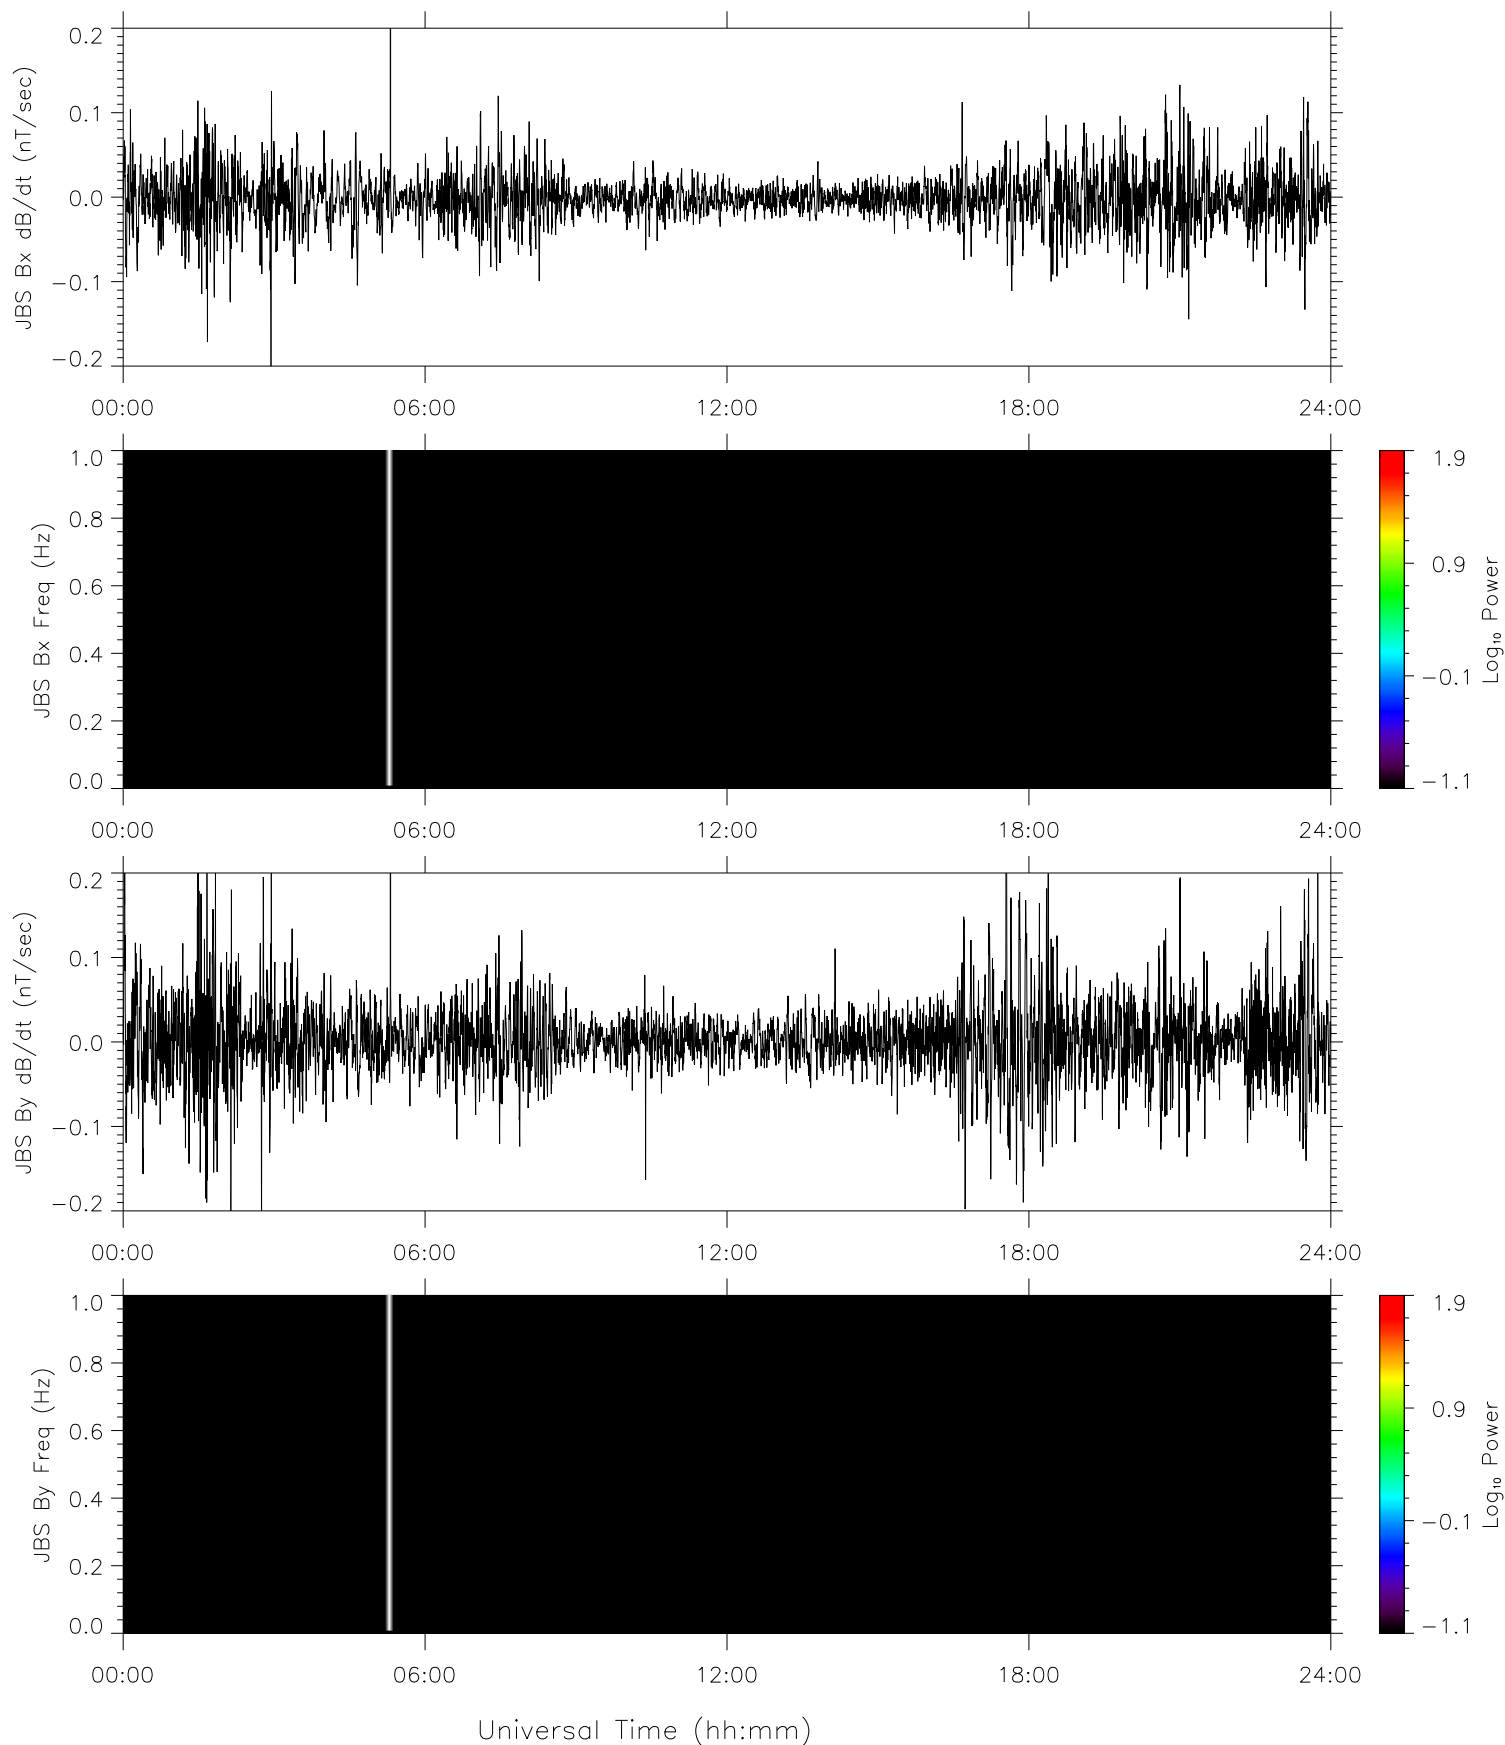 JBS Bx dB/dt (nT/sec)
0.2
0.1
0.0
−0.1
−0.2
00:00 06:00 12:00 18:00 24:00
JBS Bx Freq (Hz)
1.0
0.8
0.6
0.4
0.2
0.0
00:00 06:00 12:00 18:00 24:00
1.9
0.9
−0.1
−1.1
Log₁₀ Power
JBS By dB/dt (nT/sec)
0.2
0.1
0.0
−0.1
−0.2
00:00 06:00 12:00 18:00 24:00
JBS By Freq (Hz)
1.0
0.8
0.6
0.4
0.2
0.0
00:00 06:00 12:00 18:00 24:00
1.9
0.9
−0.1
−1.1
Log₁₀ Power
Universal Time (hh:mm)